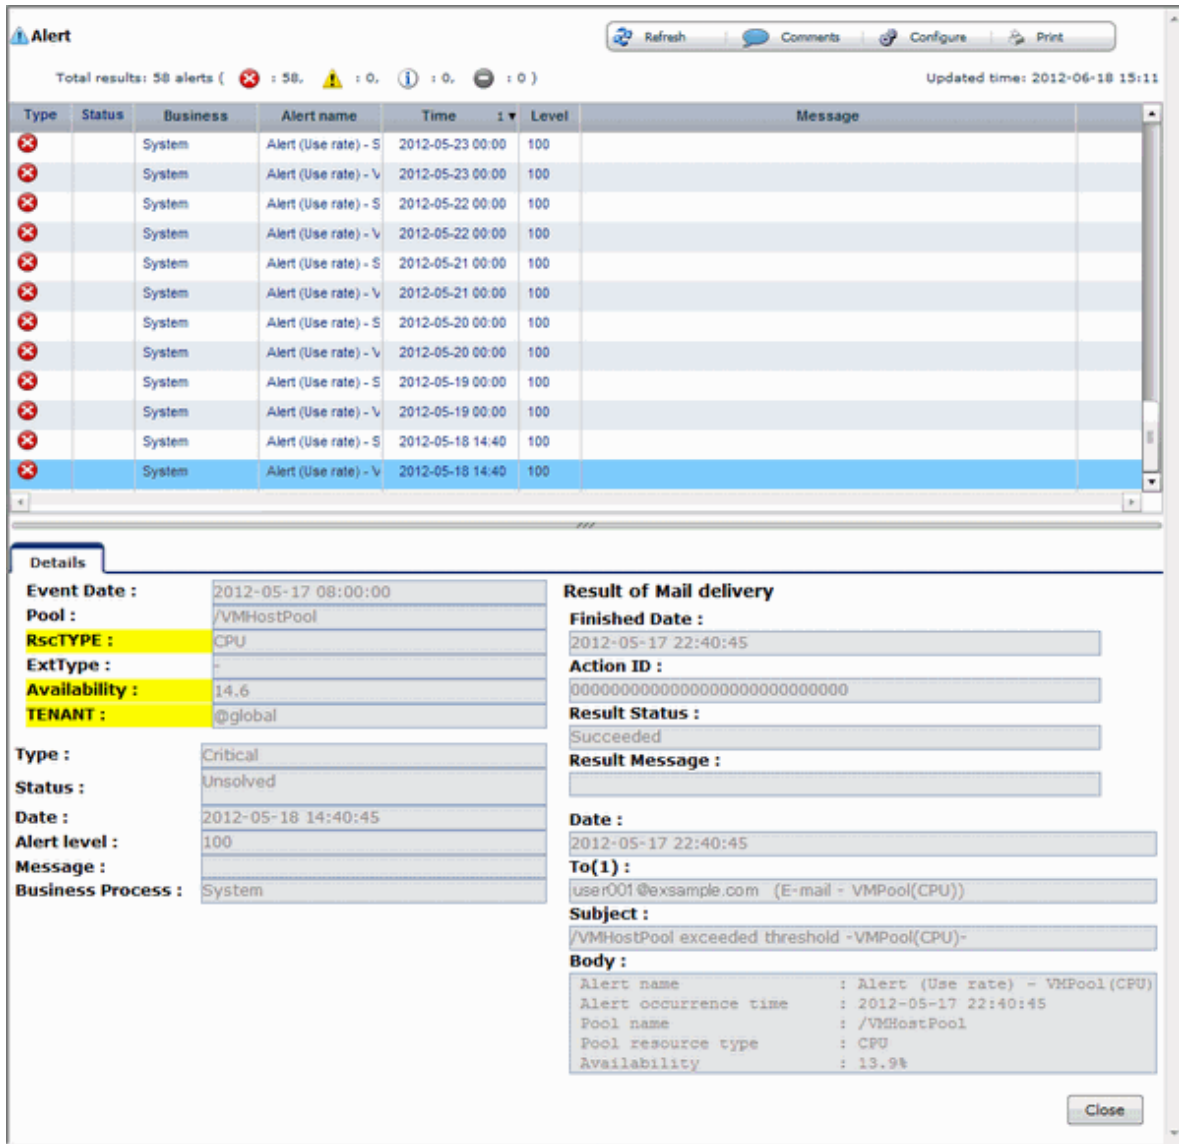 Alert
Refresh Comments Configure Print
Total results: 58 alerts ( : 58, : 0, : 0, : 0 ) Updated time: 2012-06-18 15:11
Type Status Business Alert name Time 1 Level Message
System Alert (Use rate) - S 2012-05-23 00:00 100
System Alert (Use rate) - V 2012-05-23 00:00 100
System Alert (Use rate) - S 2012-05-22 00:00 100
System Alert (Use rate) - V 2012-05-22 00:00 100
System Alert (Use rate) - S 2012-05-21 00:00 100
System Alert (Use rate) - V 2012-05-21 00:00 100
System Alert (Use rate) - S 2012-05-20 00:00 100
System Alert (Use rate) - V 2012-05-20 00:00 100
System Alert (Use rate) - S 2012-05-19 00:00 100
System Alert (Use rate) - V 2012-05-19 00:00 100
System Alert (Use rate) - S 2012-05-18 14:40 100
System Alert (Use rate) - V 2012-05-18 14:40 100
Details
Event Date : 2012-05-17 08:00:00
Pool : /VMHostPool
RscTYPE : CPU
ExtType : -
Availability : 14.6
TENANT : @global
Type : Critical
Status : Unsolved
Date : 2012-05-18 14:40:45
Alert level : 100
Message :
Business Process : System
Result of Mail delivery
Finished Date :
2012-05-17 22:40:45
Action ID :
Result Status :
Succeeded
Result Message :
Date :
2012-05-17 22:40:45
To(1) :
user001@exsample.com (E-mail - VMPool(CPU))
Subject :
/VMHostPool exceeded threshold -VMPool(CPU)-
Body :
Alert name : Alert (Use rate) - VMPool(CPU)
Alert occurrence time : 2012-05-17 22:40:45
Pool name : /VMHostPool
Pool resource type : CPU
Availability : 13.9%
Close